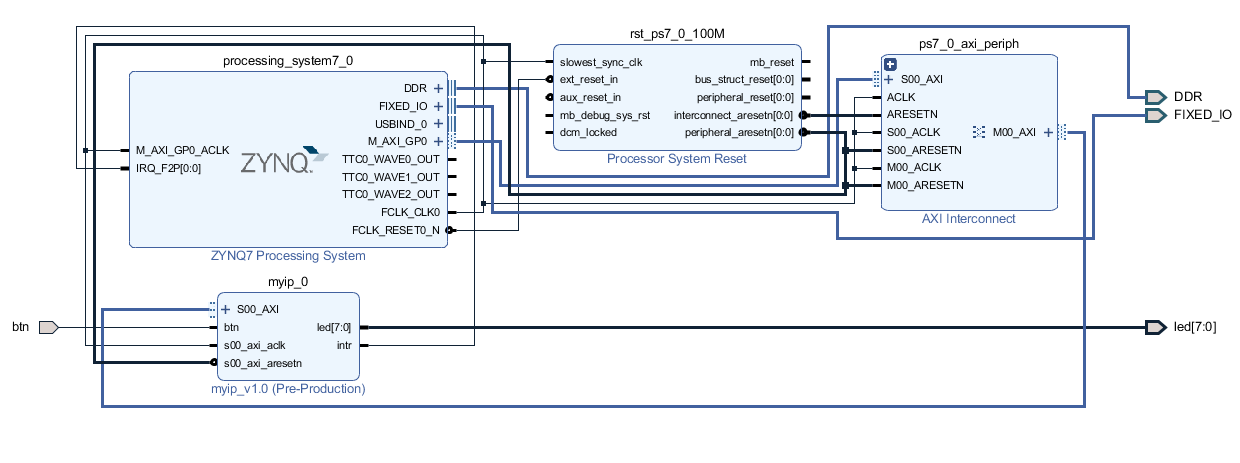 processing_system7_0
DDR
FIXED_IO
USBIND_0
M_AXI_GP0
M_AXI_GP0_ACLK
TTC0_WAVE0_OUT
IRQ_F2P[0:0]
TTC0_WAVE1_OUT
TTC0_WAVE2_OUT
FCLK_CLK0
FCLK_RESET0_N
ZYNQ
ZYNQ7 Processing System
rst_ps7_0_100M
slowest_sync_clk
mb_reset
ext_reset_in
bus_struct_reset[0:0]
aux_reset_in
peripheral_reset[0:0]
mb_debug_sys_rst
interconnect_aresetn[0:0]
dcm_locked
peripheral_aresetn[0:0]
Processor System Reset
ps7_0_axi_periph
S00_AXI
ACLK
ARESETN
S00_ACLK
M00_AXI
S00_ARESETN
M00_ACLK
M00_ARESETN
AXI Interconnect
DDR
FIXED_IO
myip_0
S00_AXI
btn
btn
led[7:0]
led[7:0]
s00_axi_aclk
intr
s00_axi_aresetn
myip_v1.0 (Pre-Production)